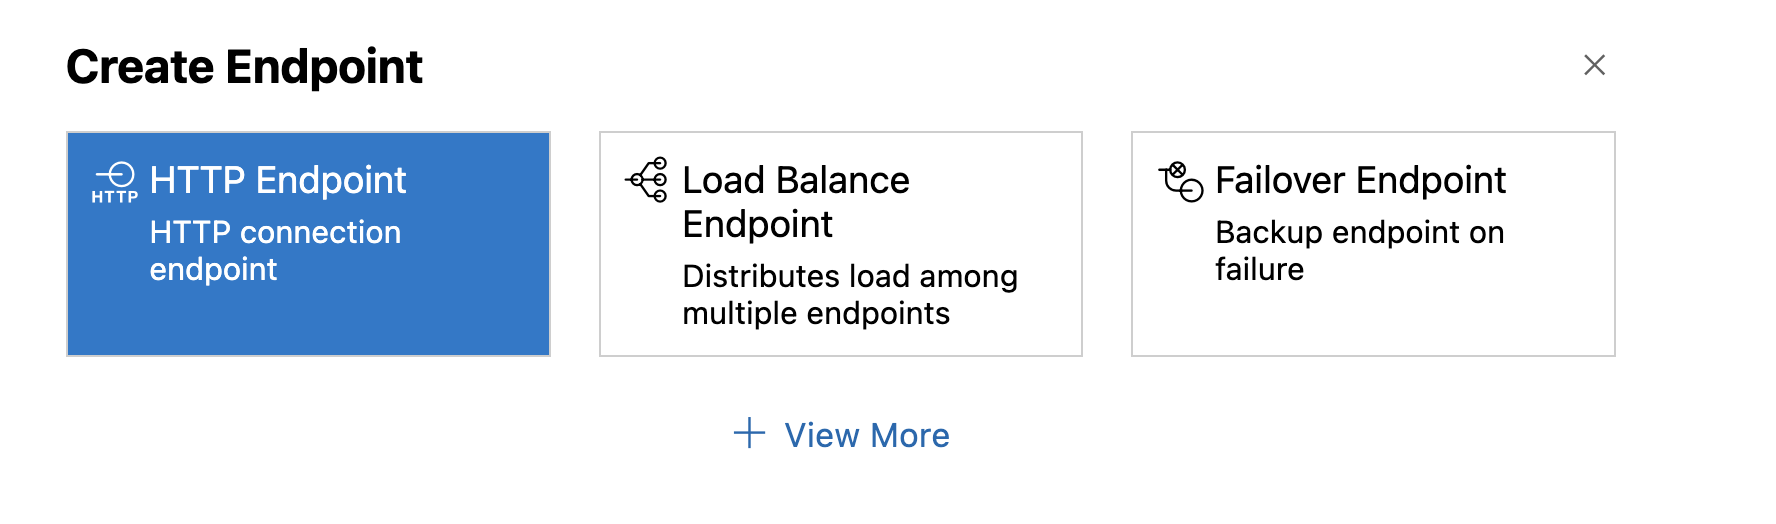 Create Endpoint
HTTP
HTTP Endpoint
HTTP connection
endpoint
Load Balance
Endpoint
Distributes load among
multiple endpoints
Failover Endpoint
Backup endpoint on
failure
View More